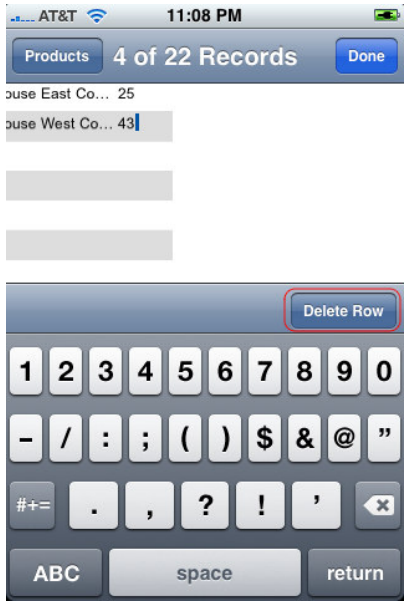 AT&T 11:08 PM
Products 4 of 22 Records Done
ouse East Co... 25
ouse West Co... 43
Delete Row
1 2 3 4 5 6 7 8 9 0
- / : ; ( ) $ & @ ”
#+= . , ? ! ’
ABC space return